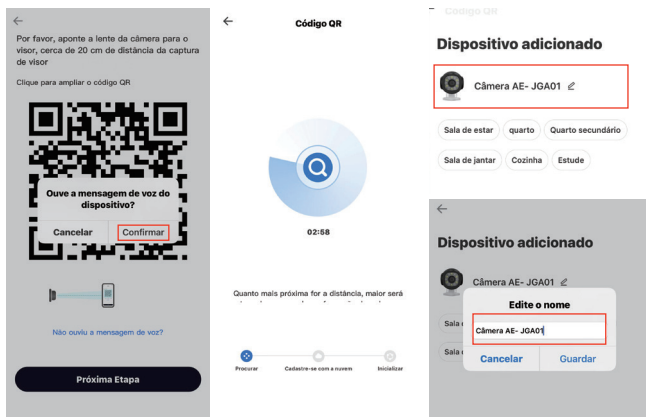 Por favor, aponte a lente da câmera para o
visor, cerca de 20 cm de distância da captura
de visor
Clique para ampliar o código QR
Ouve a mensagem de voz do
dispositivo?
Cancelar
Confirmar
Não ouviu a mensagem de voz?
Próxima Etapa
Código QR
02:58
Quanto mais próxima for a distância, maior será
Procurar
Cadastre-se com a nuvem
Inicializar
Código QR
Dispositivo adicionado
Câmera AE- JGA01
Sala de estar
quarto
Quarto secundário
Sala de jantar
Cozinha
Estude
Dispositivo adicionado
Câmera AE- JGA01
Edite o nome
Sala
Câmera AE- JGA01
Sala
Cancelar
Guardar